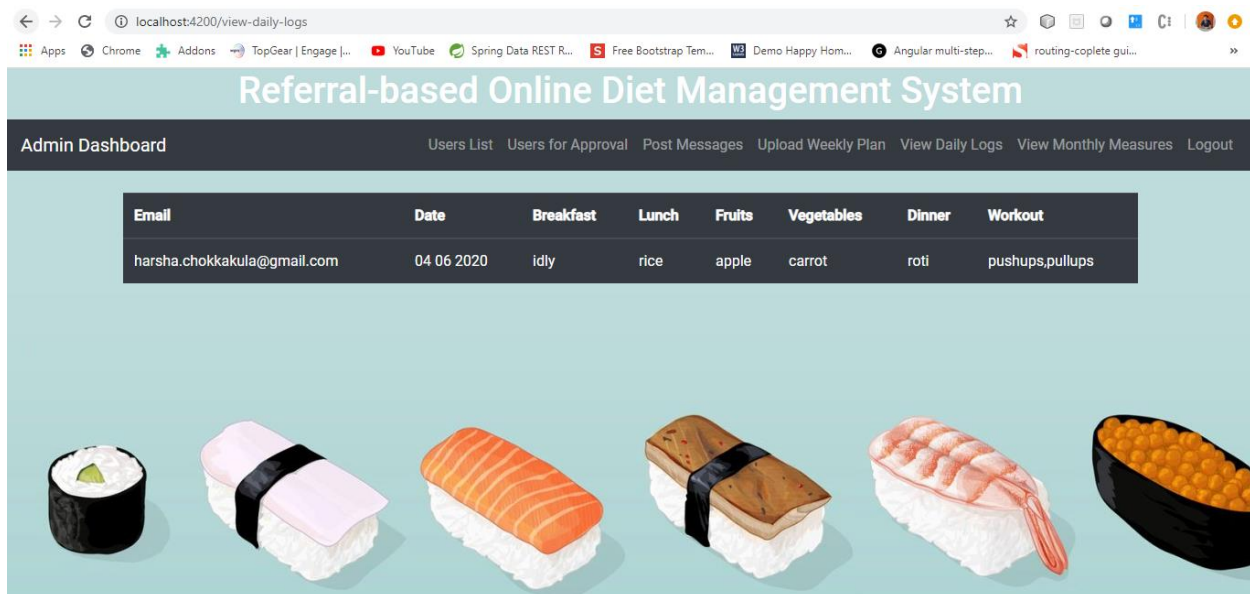 localhost:4200/view-daily-logs
Apps Chrome Addons TopGear | Engage |... YouTube Spring Data REST R... S Free Bootstrap Tem... W3 Demo Happy Hom... G Angular multi-step... routing-coplete gui... »
Referral-based Online Diet Management System
Admin Dashboard Users List Users for Approval Post Messages Upload Weekly Plan View Daily Logs View Monthly Measures Logout
Email Date Breakfast Lunch Fruits Vegetables Dinner Workout
harsha.chokkakula@gmail.com 04 06 2020 idly rice apple carrot roti pushups,pullups